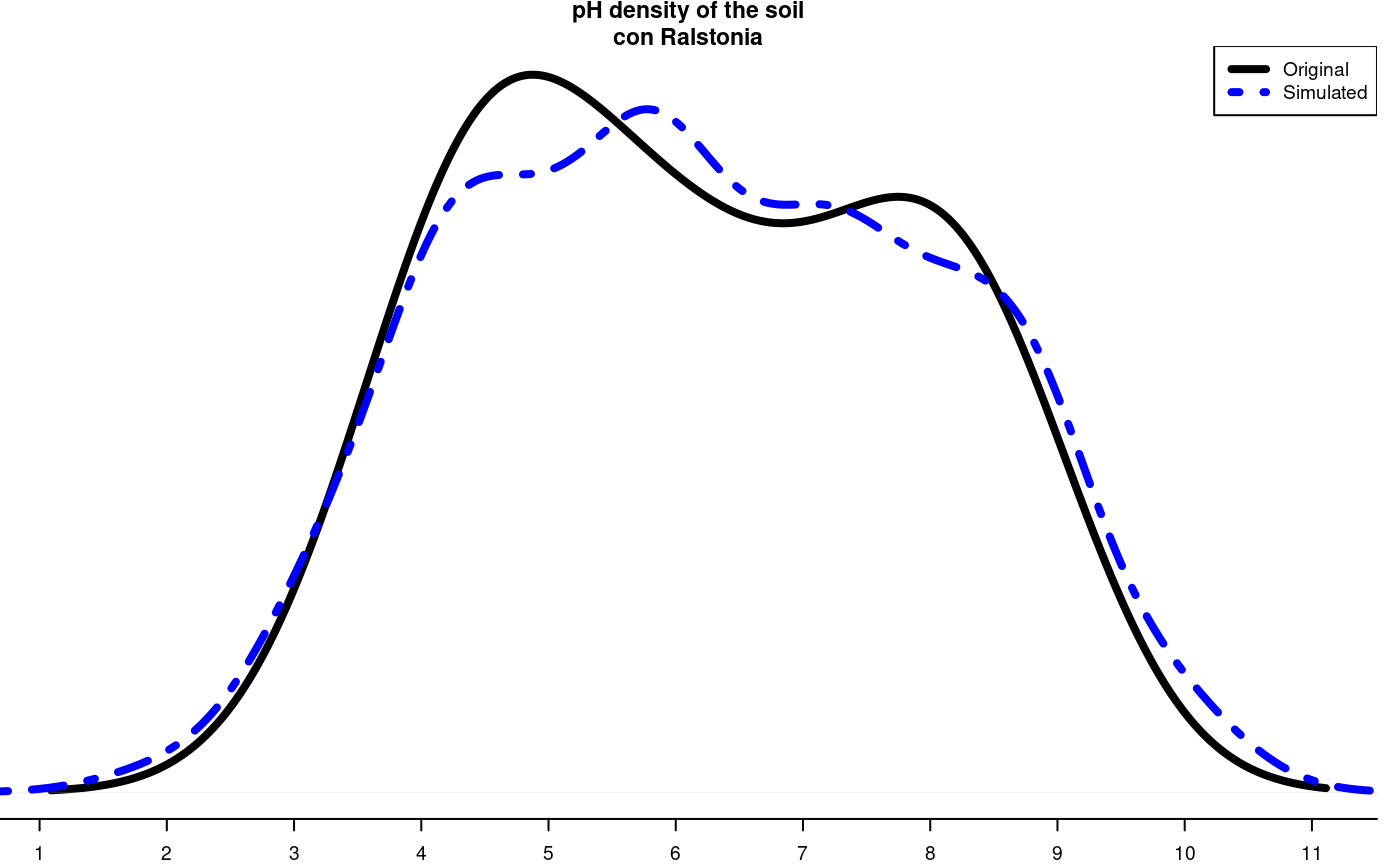 pH density of the soil
con Ralstonia
Original
Simulated
1 2 3 4 5 6 7 8 9 10 11